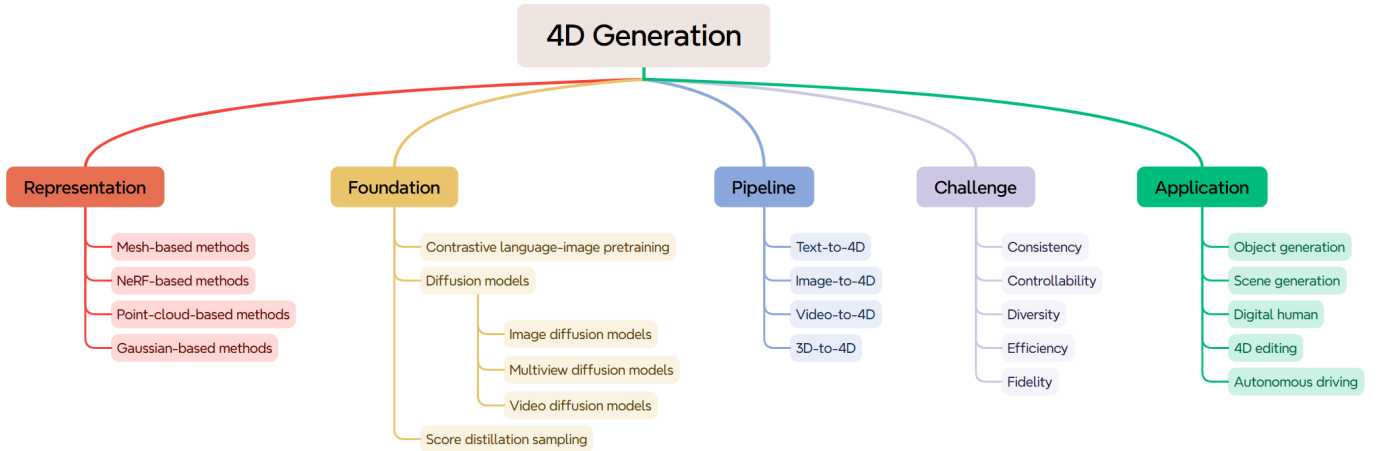 4D Generation
Representation
Mesh-based methods
NeRF-based methods
Point-cloud-based methods
Gaussian-based methods
Foundation
Contrastive language-image pretraining
Diffusion models
Image diffusion models
Multiview diffusion models
Video diffusion models
Score distillation sampling
Pipeline
Text-to-4D
Image-to-4D
Video-to-4D
3D-to-4D
Challenge
Consistency
Controllability
Diversity
Efficiency
Fidelity
Application
Object generation
Scene generation
Digital human
4D editing
Autonomous driving